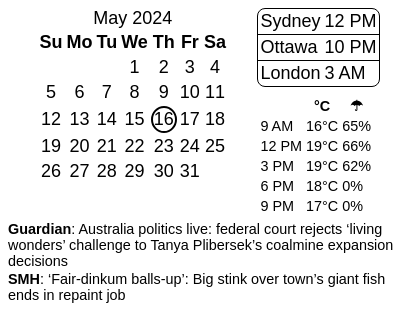 May 2024
Su Mo Tu We Th Fr Sa
1 2 3 4
5 6 7 8 9 10 11
12 13 14 15 16 17 18
19 20 21 22 23 24 25
26 27 28 29 30 31
Sydney 12 PM
Ottawa 10 PM
London 3 AM
°C ☂
9 AM 16°C 65%
12 PM 19°C 66%
3 PM 19°C 62%
6 PM 18°C 0%
9 PM 17°C 0%
Guardian: Australia politics live: federal court rejects ‘living
wonders’ challenge to Tanya Plibersek’s coalmine expansion
decisions
SMH: ‘Fair-dinkum balls-up’: Big stink over town’s giant fish
ends in repaint job